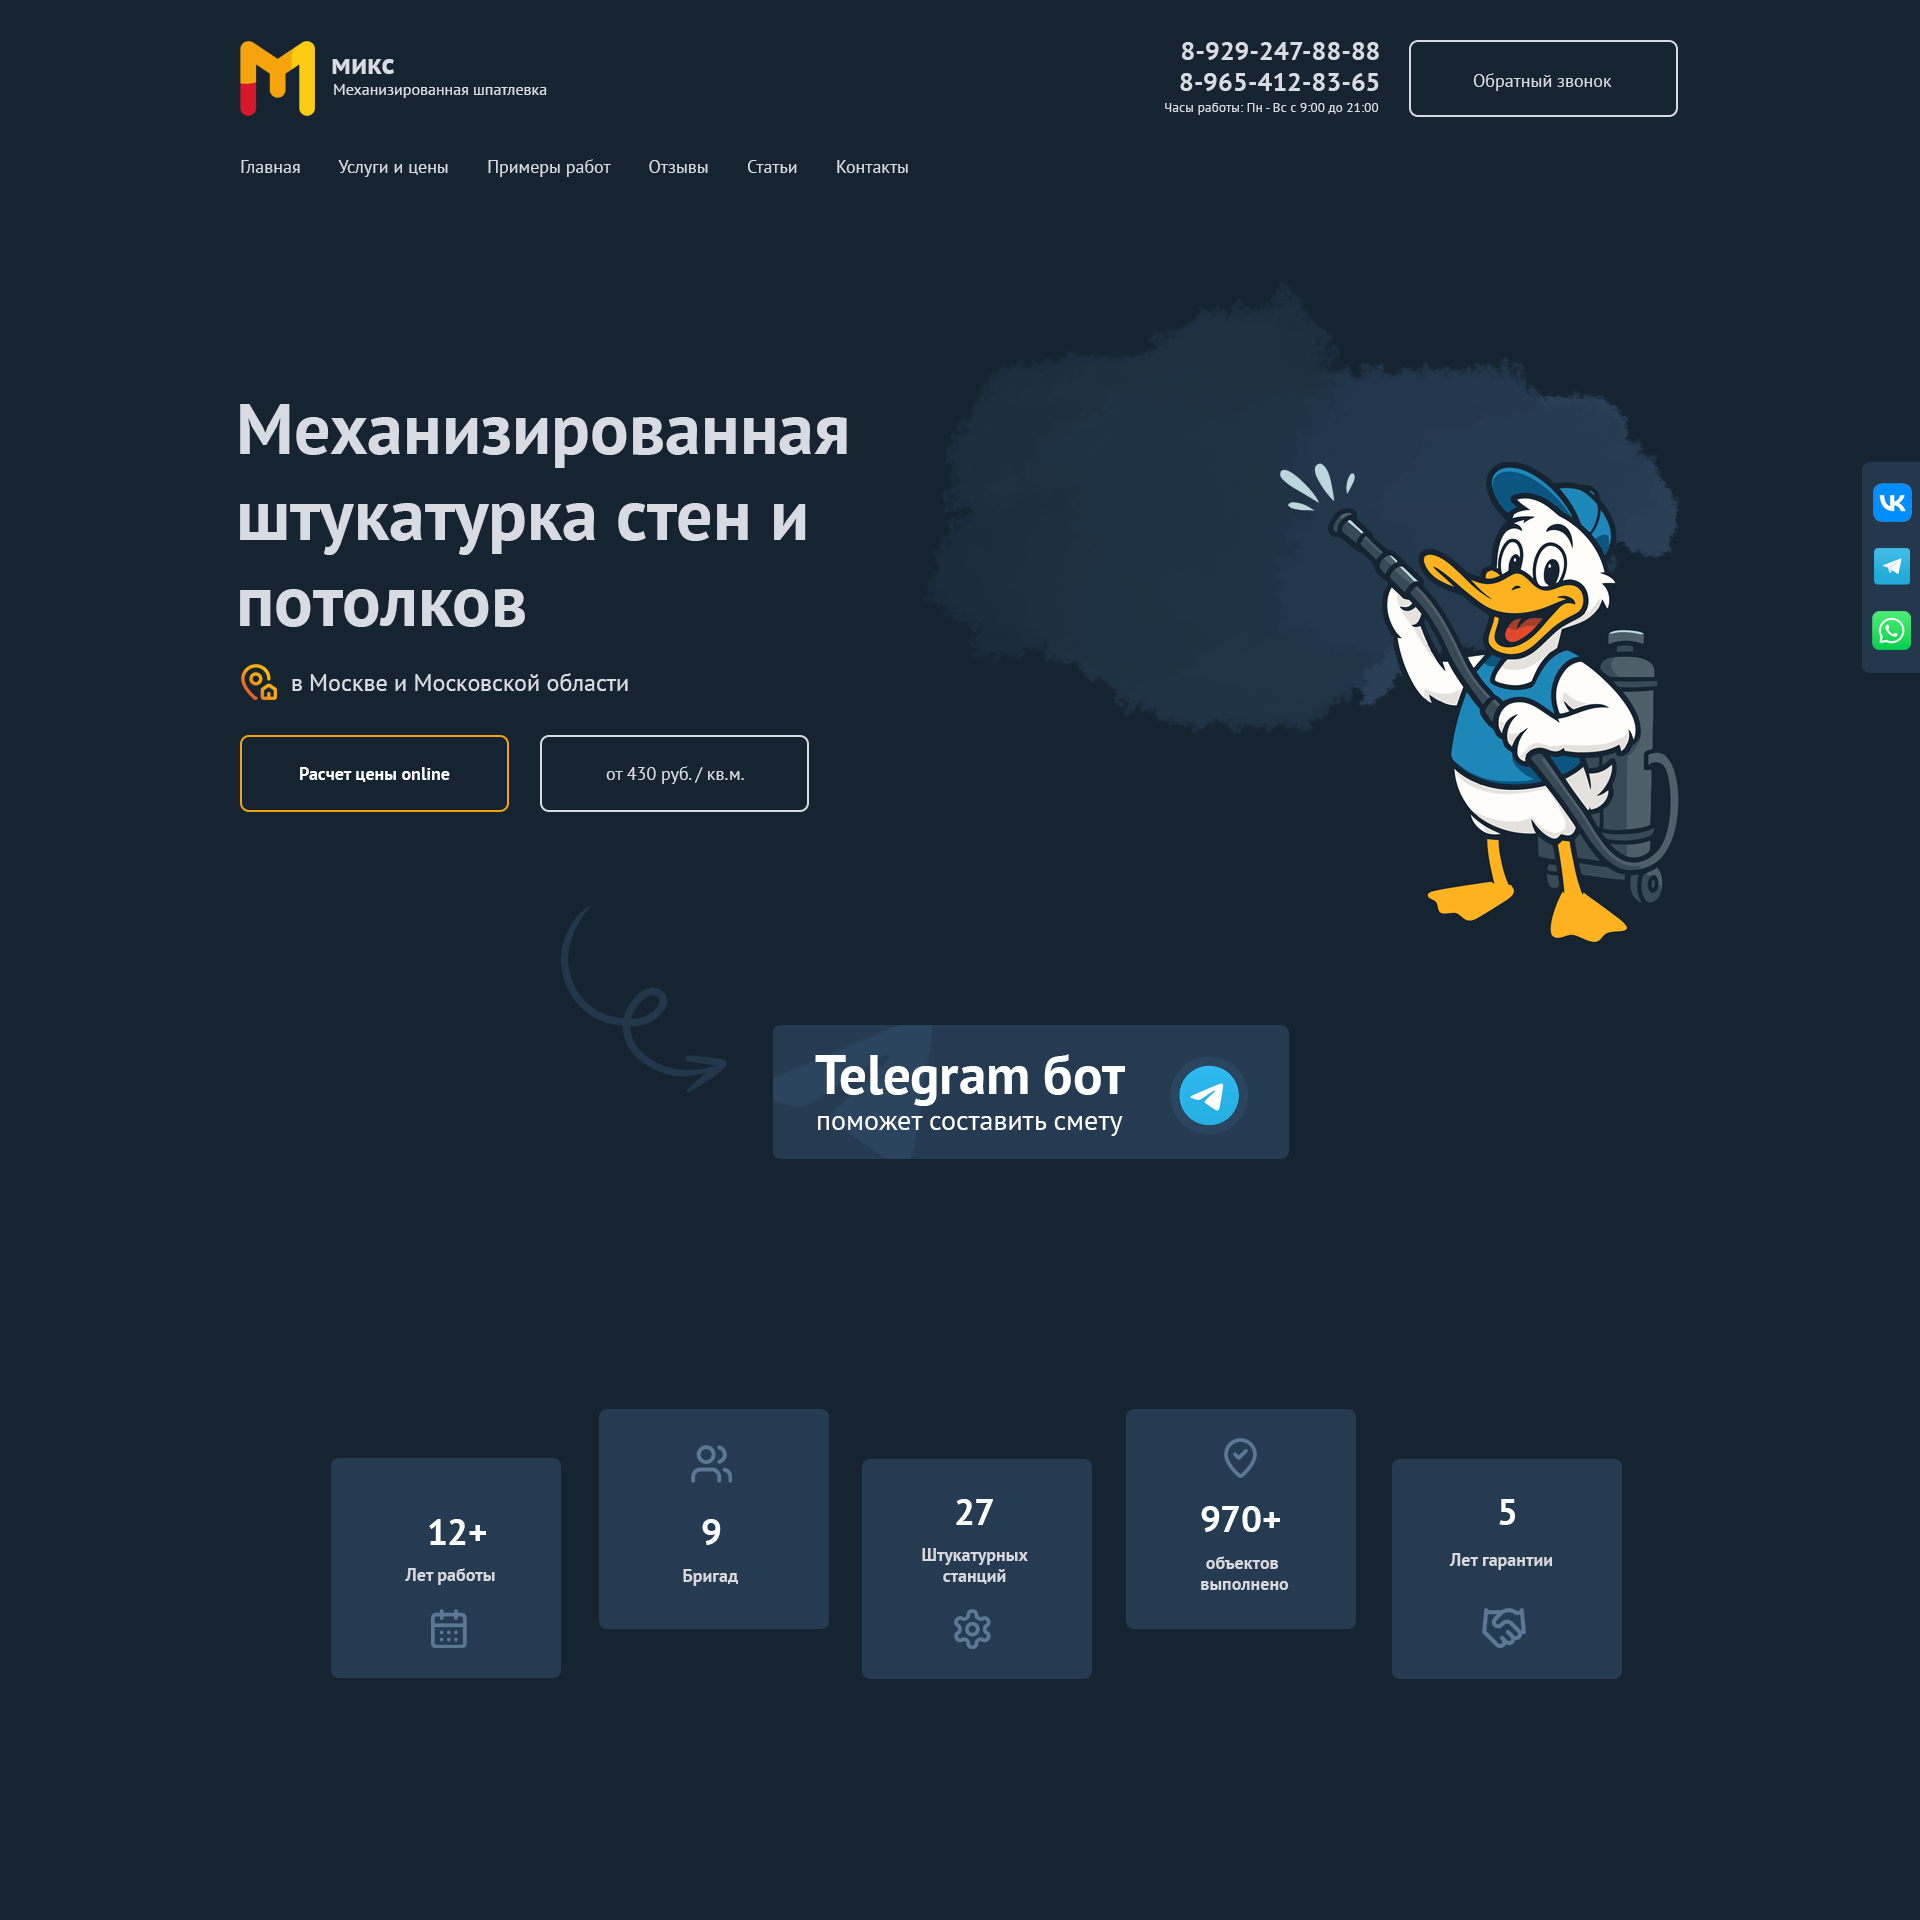 микс
Механизированная шпатлевка
8-929-247-88-88
8-965-412-83-65
Часы работы: Пн - Вс с 9:00 до 21:00
Обратный звонок
Главная Услуги и цены Примеры работ Отзывы Статьи Контакты
Механизированная
штукатурка стен и
потолков
в Москве и Московской области
Расчет цены online
от 430 руб. / кв.м.
Telegram бот
поможет составить смету
12+
Лет работы
9
Бригад
27
Штукатурных
станций
970+
объектов
выполнено
5
Лет гарантии